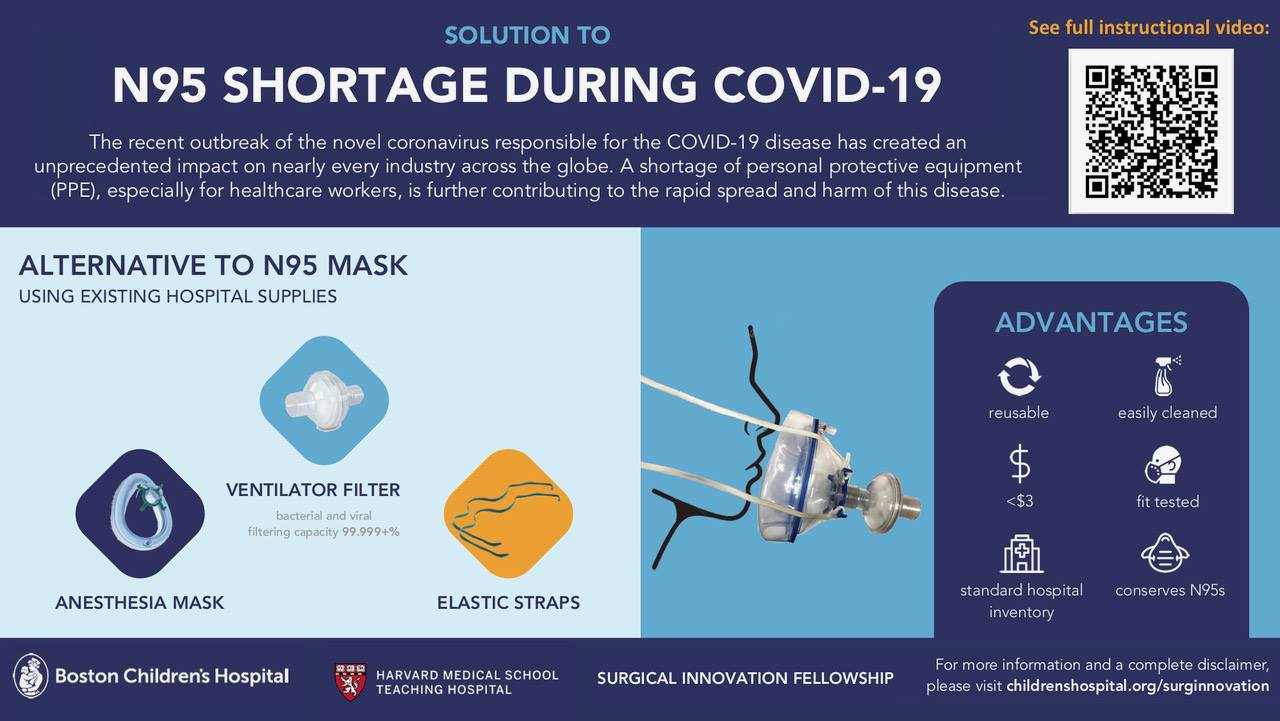 SOLUTION TO
N95 SHORTAGE DURING COVID-19
The recent outbreak of the novel coronavirus responsible for the COVID-19 disease has created an
unprecedented impact on nearly every industry across the globe. A shortage of personal protective equipment
(PPE), especially for healthcare workers, is further contributing to the rapid spread and harm of this disease.
See full instructional video:
ALTERNATIVE TO N95 MASK
USING EXISTING HOSPITAL SUPPLIES
VENTILATOR FILTER
bacterial and viral
filtering capacity 99.999+%
ANESTHESIA MASK
ELASTIC STRAPS
ADVANTAGES
reusable
easily cleaned
<$3
fit tested
standard hospital
inventory
conserves N95s
Boston Children's Hospital
HARVARD MEDICAL SCHOOL
TEACHING HOSPITAL
SURGICAL INNOVATION FELLOWSHIP
For more information and a complete disclaimer,
please visit childrenshospital.org/surginnovation